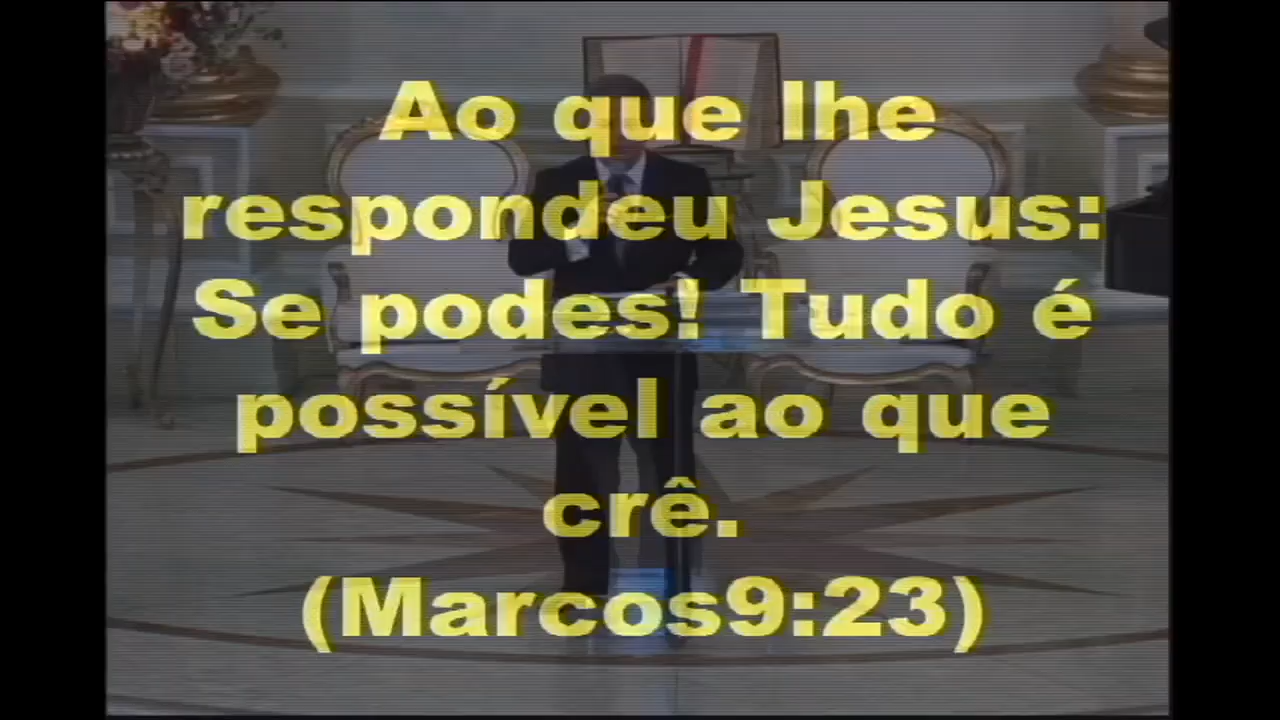 Ao que lhe
respondeu Jesus:
Se podes! Tudo é
possível ao que
crê.
(Marcos9:23)